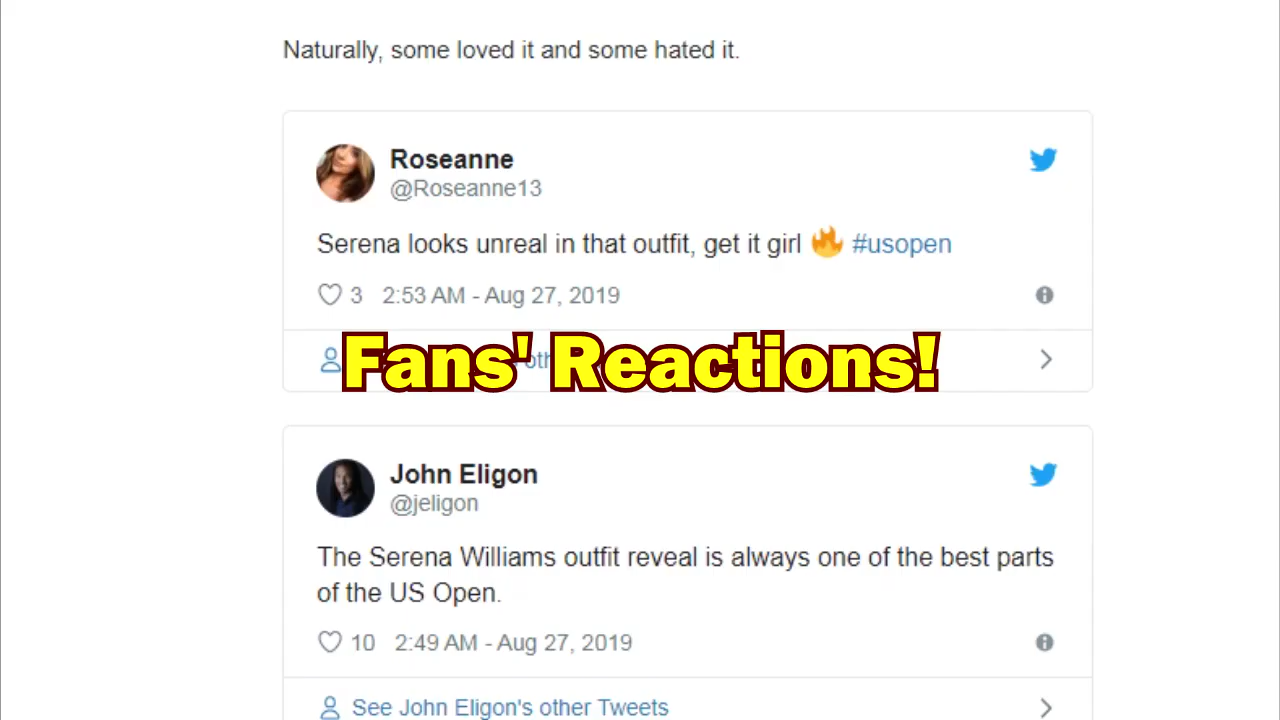 Naturally, some loved it and some hated it.
Roseanne
@Roseanne13
Serena looks unreal in that outfit, get it girl 🔥 #usopen
3 2:53 AM - Aug 27, 2019
Fans' Reactions!
John Eligon
@jeligon
The Serena Williams outfit reveal is always one of the best parts
of the US Open.
10 2:49 AM - Aug 27, 2019
See John Eligon's other Tweets